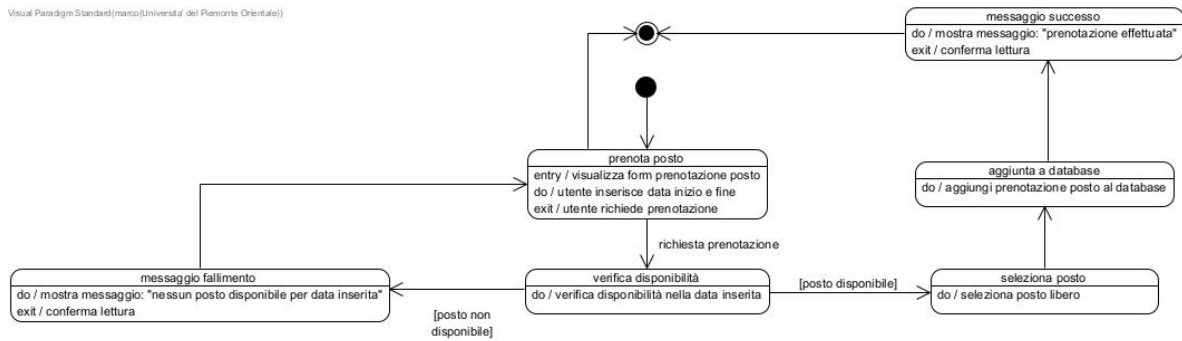 Visual Paradigm Standard(marco(Universita' del Piemonte Orientale))
messaggio successo
do / mostra messaggio: "prenotazione effettuata"
exit / conferma lettura
prenota posto
entry / visualizza form prenotazione posto
do / utente inserisce data inizio e fine
exit / utente richiede prenotazione
aggiunta a database
do / aggiungi prenotazione posto al database
richiesta prenotazione
messaggio fallimento
do / mostra messaggio: "nessun posto disponibile per data inserita"
exit / conferma lettura
verifica disponibilità
do / verifica disponibilità nella data inserita
[posto disponibile]
seleziona posto
do / seleziona posto libero
[posto non
disponibile]